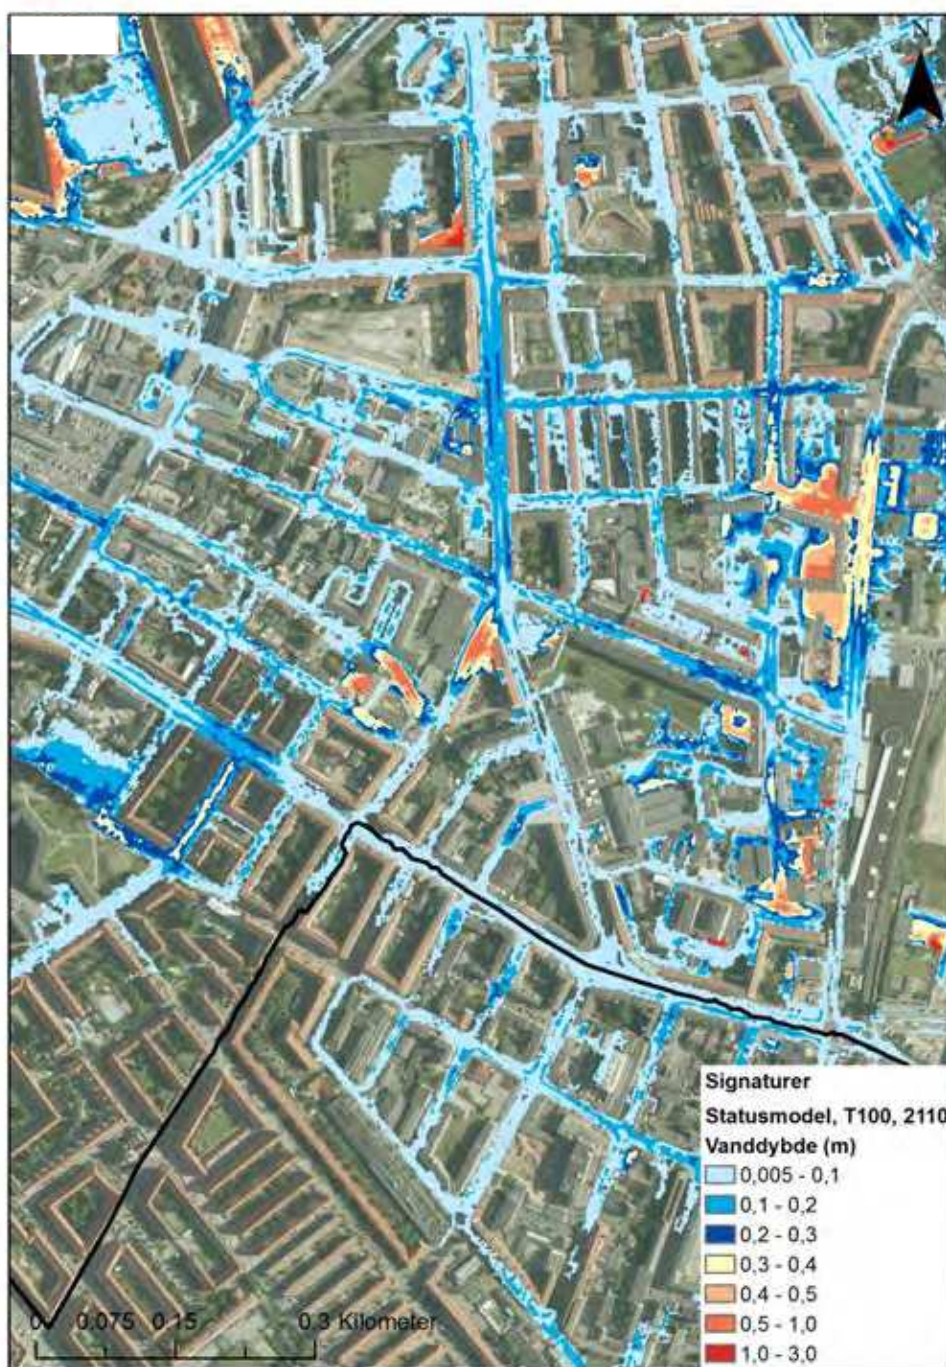 N
Signaturer
Statusmodel, T100, 2110
Vanddybde (m)
0,005 - 0,1
0,1 - 0,2
0,2 - 0,3
0,3 - 0,4
0,4 - 0,5
0,5 - 1,0
1,0 - 3,0
0 0.075 0.15 0.3 Kilometer